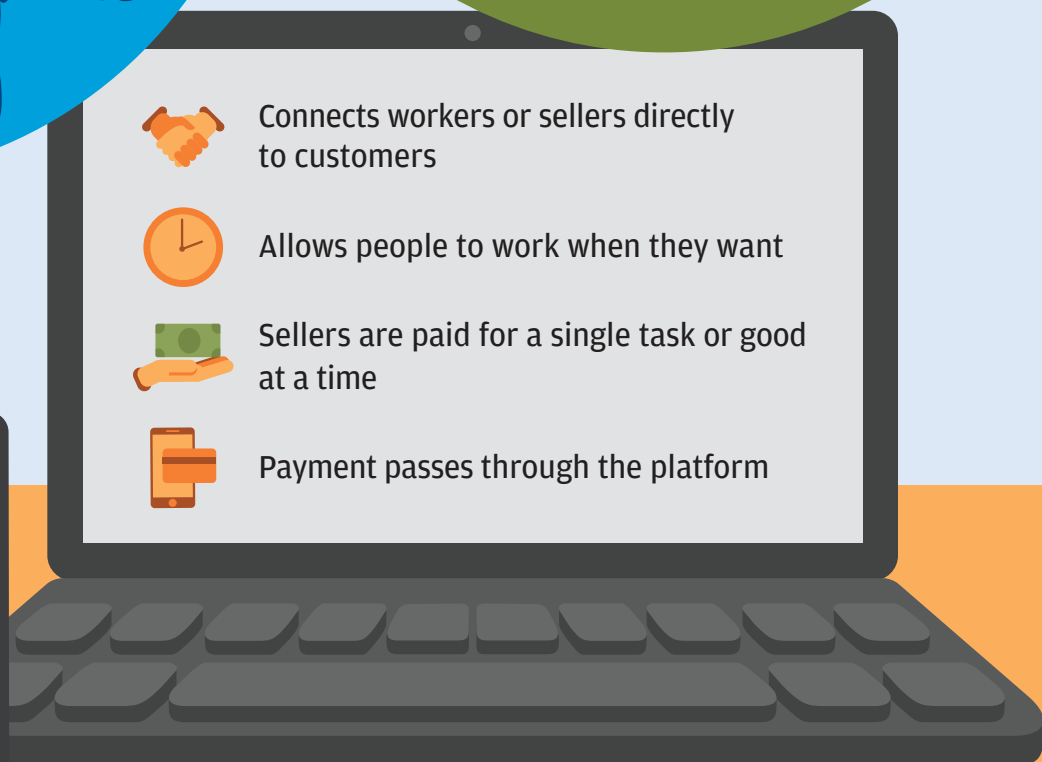 Connects workers or sellers directly
to customers
Allows people to work when they want
Sellers are paid for a single task or good
at a time
Payment passes through the platform